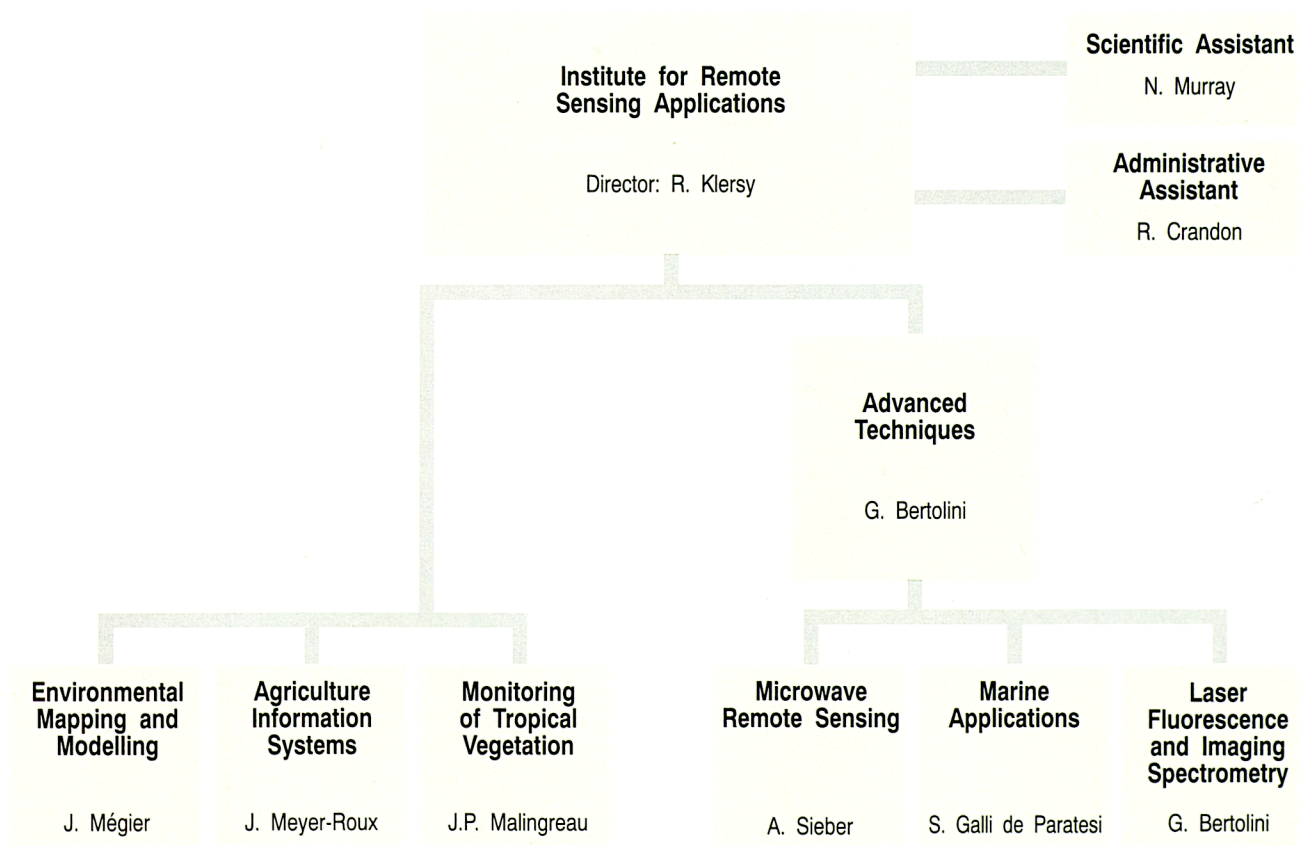 Institute for Remote
Sensing Applications
Director: R. Klersy
Scientific Assistant
N. Murray
Administrative
Assistant
R. Crandon
Advanced
Techniques
G. Bertolini
Environmental
Mapping and
Modelling
J. Mégier
Agriculture
Information
Systems
J. Meyer-Roux
Monitoring
of Tropical
Vegetation
J.P. Malingreau
Microwave
Remote Sensing
A. Sieber
Marine
Applications
S. Galli de Paratesi
Laser
Fluorescence
and Imaging
Spectrometry
G. Bertolini